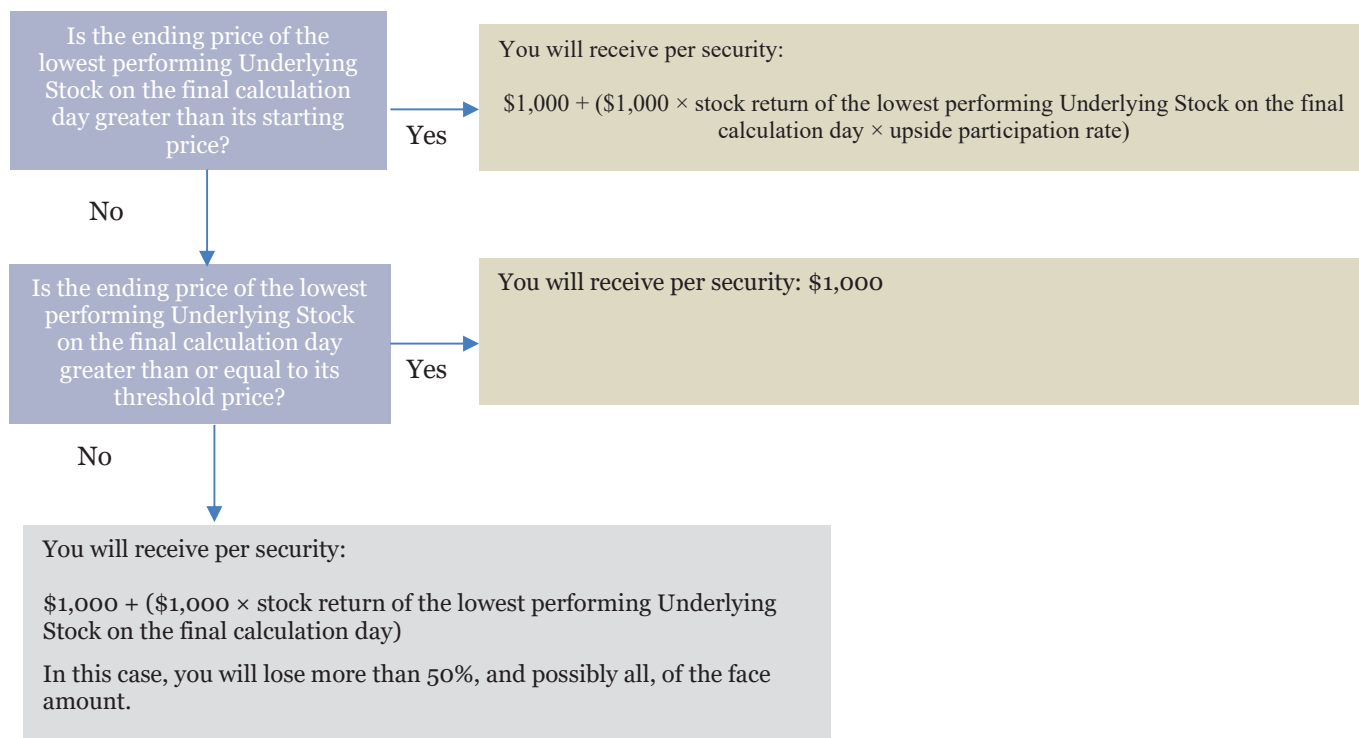 Is the ending price of the
lowest performing Underlying
Stock on the final calculation
day greater than its starting
price?
Yes
You will receive per security:
$1,000 + ($1,000 × stock return of the lowest performing Underlying Stock on the final
calculation day × upside participation rate)
No
Is the ending price of the lowest
performing Underlying Stock
on the final calculation day
greater than or equal to its
threshold price?
Yes
You will receive per security: $1,000
No
You will receive per security:
$1,000 + ($1,000 × stock return of the lowest performing Underlying
Stock on the final calculation day)
In this case, you will lose more than 50%, and possibly all, of the face
amount.